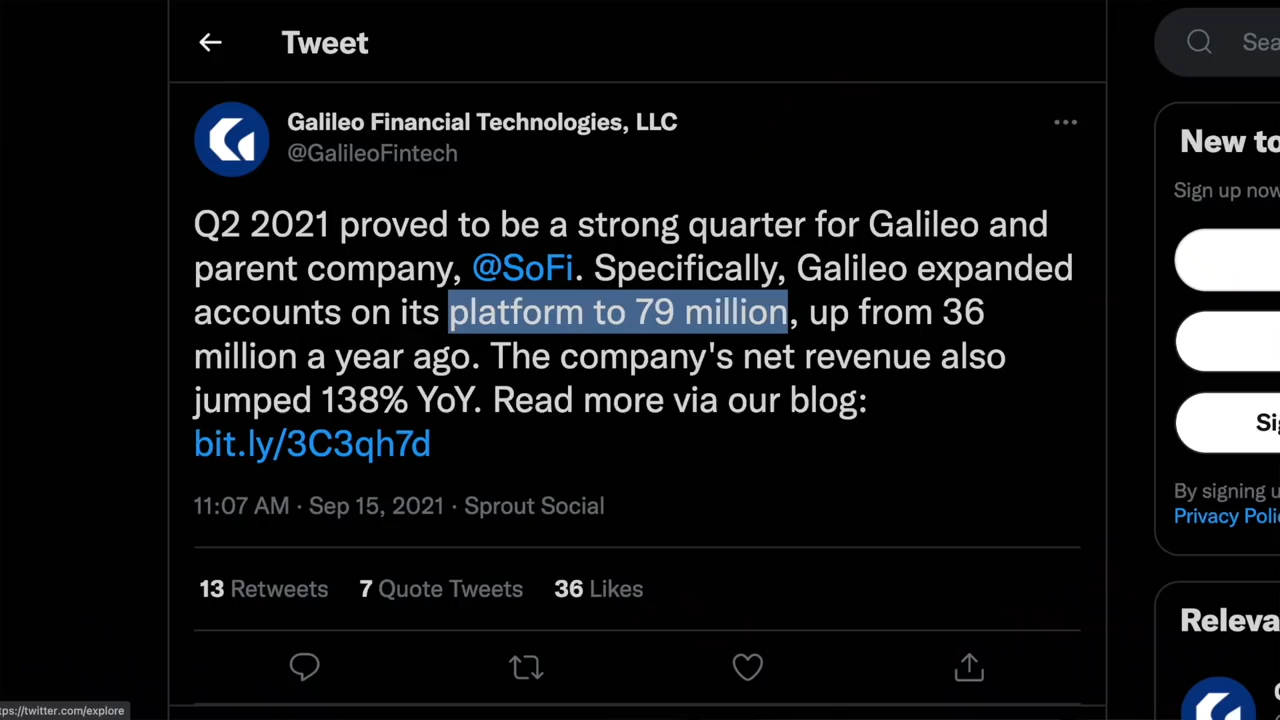 Tweet
Galileo Financial Technologies, LLC
@GalileoFintech
Q2 2021 proved to be a strong quarter for Galileo and
parent company, @SoFi. Specifically, Galileo expanded
accounts on its platform to 79 million, up from 36
million a year ago. The company's net revenue also
jumped 138% YoY. Read more via our blog:
bit.ly/3C3qh7d
11:07 AM · Sep 15, 2021 · Sprout Social
13 Retweets 7 Quote Tweets 36 Likes
Sea
New to
Sign up now
Sig
By signing u
Privacy Poli
Releva
tps://twitter.com/explore